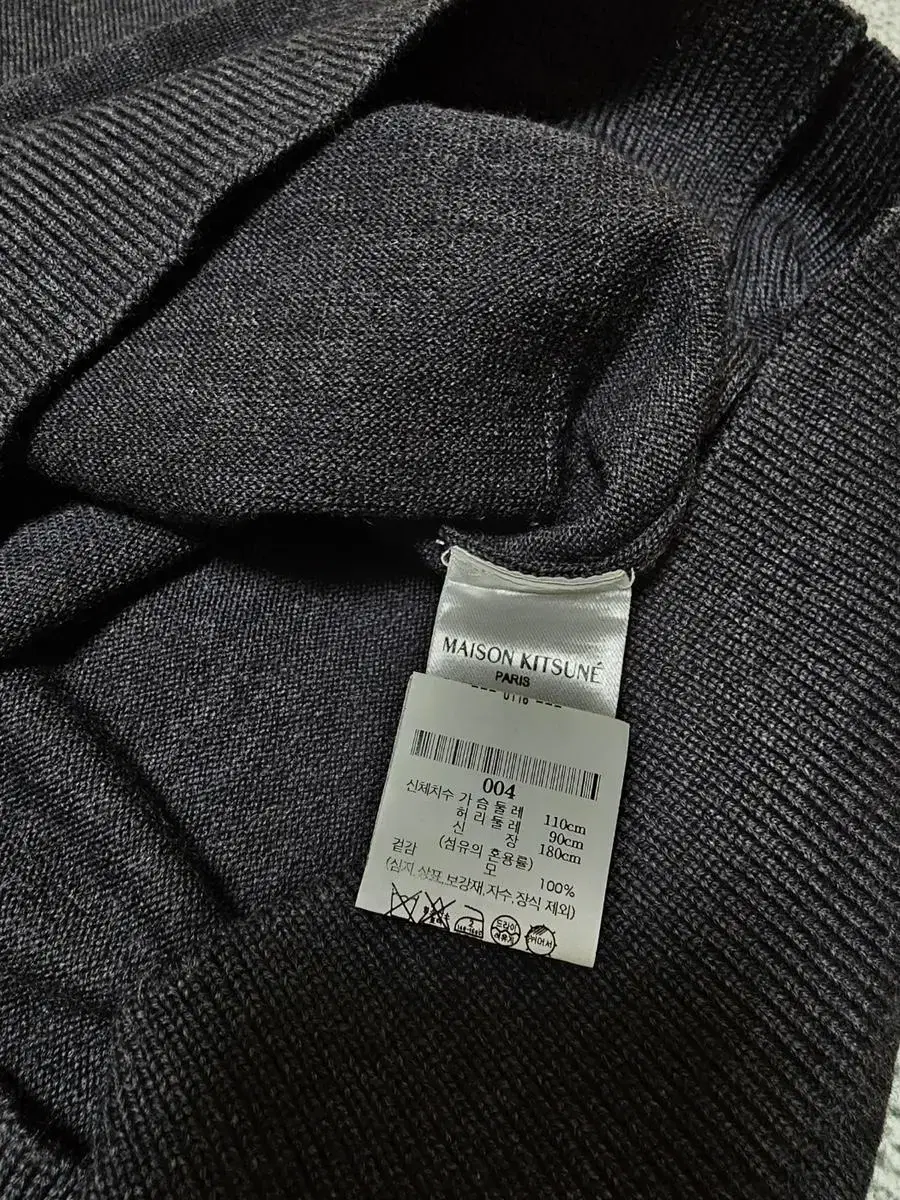 MAISON KITSUNÉ
PARIS
--- 0116 ---
004
신체치수 가슴둘레 110cm
허리둘레 90cm
신장 180cm
겉감 (섬유의 혼용률)
모 100%
(심지,상표,보강재,자수,장식 제외)